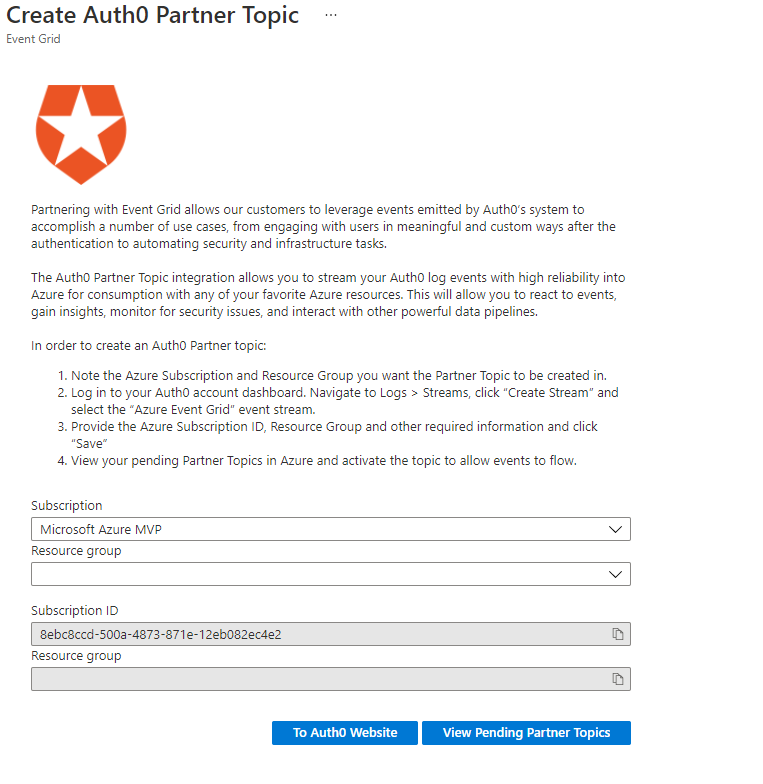 Create Auth0 Partner Topic ...
Event Grid
Partnering with Event Grid allows our customers to leverage events emitted by Auth0's system to
accomplish a number of use cases, from engaging with users in meaningful and custom ways after the
authentication to automating security and infrastructure tasks.
The Auth0 Partner Topic integration allows you to stream your Auth0 log events with high reliability into
Azure for consumption with any of your favorite Azure resources. This will allow you to react to events,
gain insights, monitor for security issues, and interact with other powerful data pipelines.
In order to create an Auth0 Partner topic:
1. Note the Azure Subscription and Resource Group you want the Partner Topic to be created in.
2. Log in to your Auth0 account dashboard. Navigate to Logs > Streams, click “Create Stream” and
select the “Azure Event Grid” event stream.
3. Provide the Azure Subscription ID, Resource Group and other required information and click
“Save”
4. View your pending Partner Topics in Azure and activate the topic to allow events to flow.
Subscription
Microsoft Azure MVP
Resource group
Subscription ID
8ebc8ccd-500a-4873-871e-12eb082ec4e2
Resource group
To Auth0 Website View Pending Partner Topics